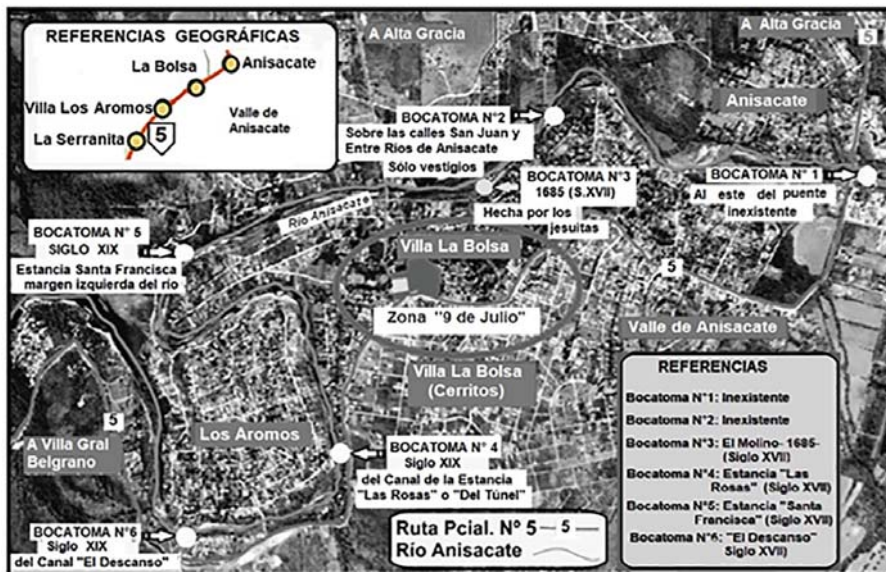 REFERENCIAS GEOGRÁFICAS
La Bolsa
Anisacate
Villa Los Aromos
Valle de
Anisacate
La Serranita
5
A Alta Gracia
A Alta Gracia
5
Anisacate
BOCATOMA N°2
Sobre las calles San Juan y
Entre Ríos de Anisacate
Sólo vestigios
BOCATOMA N°3
1685 (S.XVII)
Hecha por los
jesuitas
BOCATOMA N° 1
Al este del puente
inexistente
Río Anisacate
BOCATOMA N° 5
SIGLO XIX
Estancia Santa Francisca
margen izquierda del río
Villa La Bolsa
Zona "9 de Julio"
5
Valle de Anisacate
Villa La Bolsa
(Cerritos)
5
A Villa Gral
Belgrano
Los Aromos
BOCATOMA N° 4
Siglo XIX
del Canal de la Estancia
"Las Rosas" o "Del Túnel"
BOCATOMA N°6
Siglo XIX
del Canal "El Descanso"
Ruta Pcial. Nº 5 — 5 —
Río Anisacate
REFERENCIAS
Bocatoma N°1: Inexistente
Bocatoma N°2: Inexistente
Bocatoma N°3: El Molino- 1685-
(Siglo XVII)
Bocatoma N°4: Estancia "Las
Rosas" (Siglo XVII)
Bocatoma N°5: Estancia "Santa
Francisca" (Siglo XVII)
Bocatoma N°6: "El Descanso"
Siglo XVII)